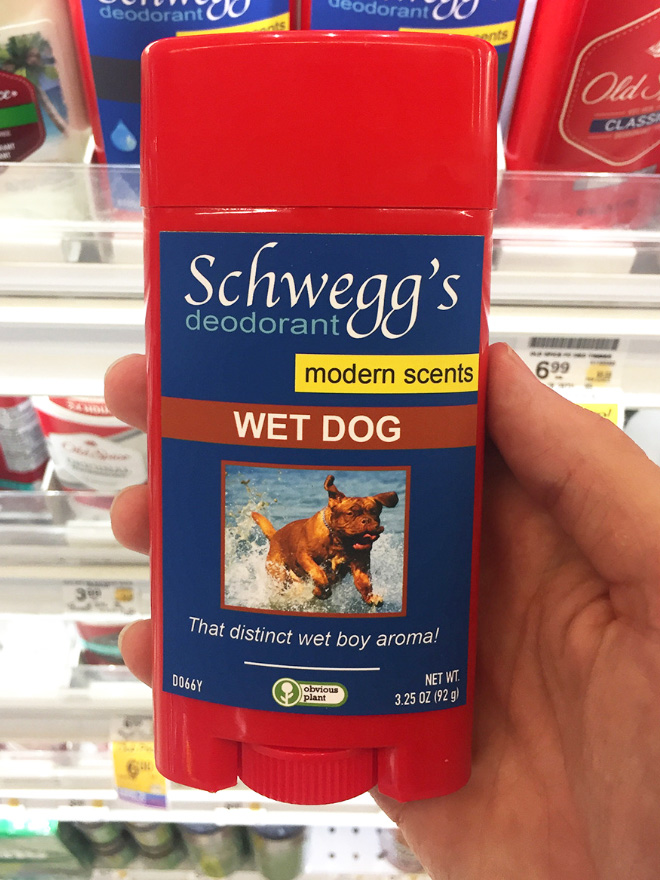 deodorant
deodorant
Old
CLASS
Schwegg's
deodorant
modern scents
WET DOG
6.99
That distinct wet boy aroma!
D066Y
obvious
plant
NET WT.
3.25 OZ (92 g)